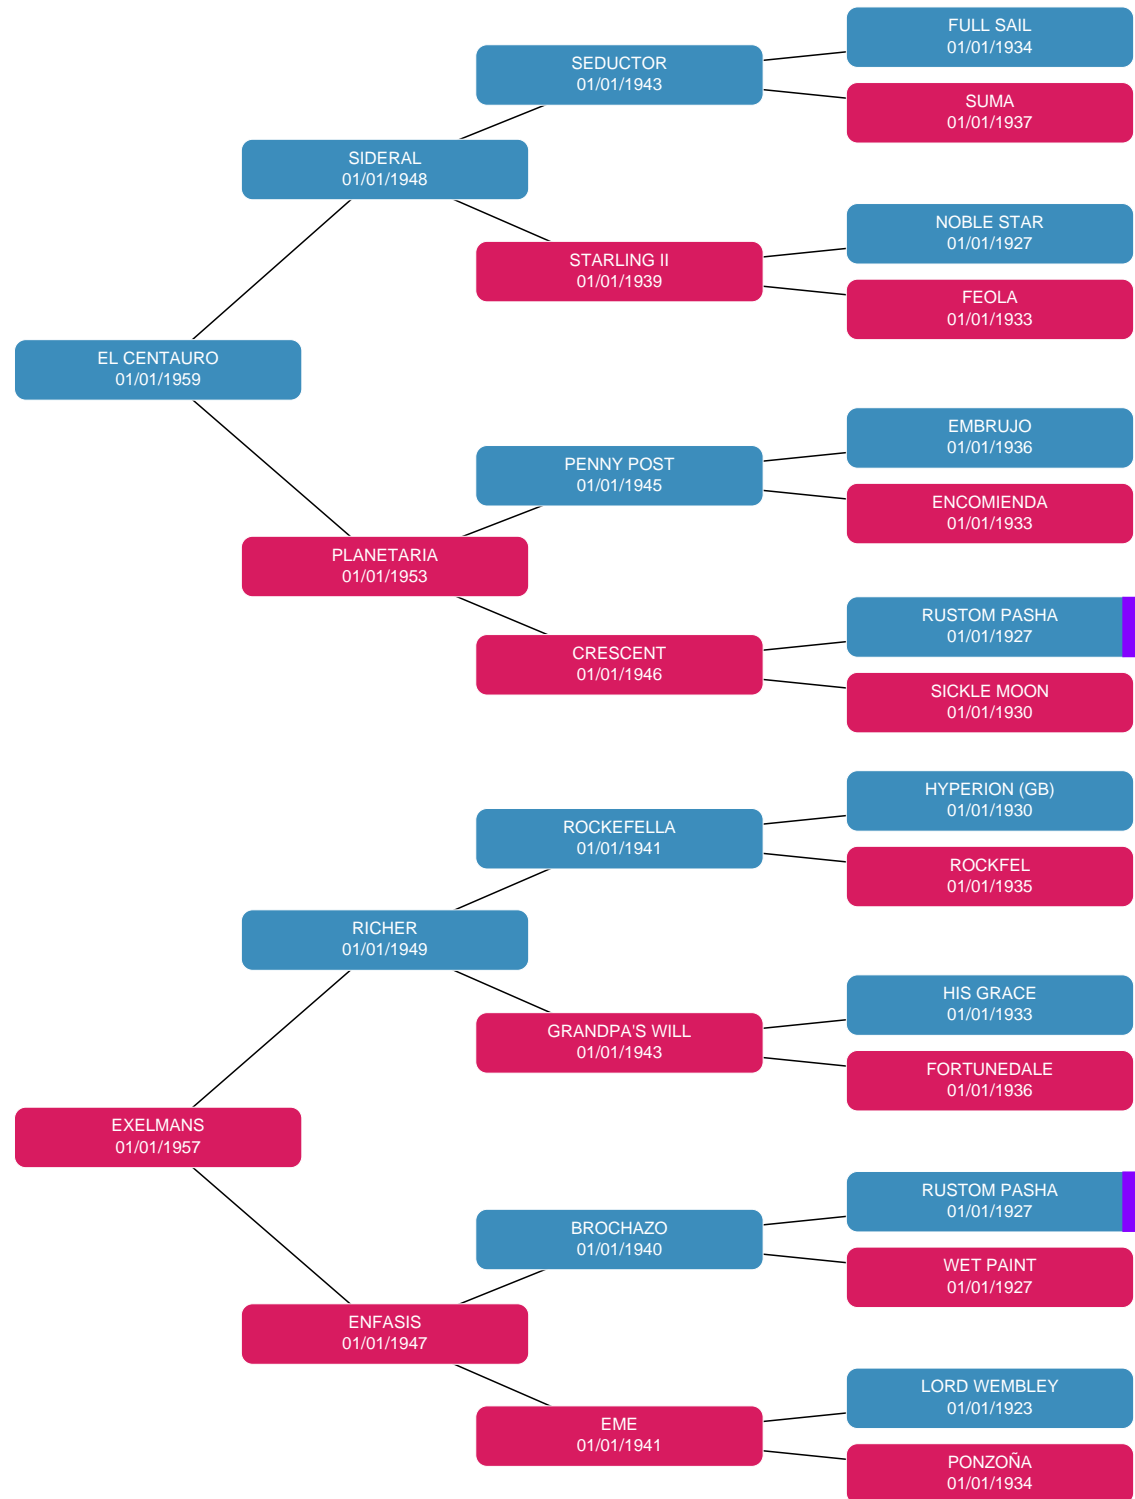 FULL SAIL
01/01/1934
SEDUCTOR
01/01/1943
SUMA
01/01/1937
SIDERAL
01/01/1948
NOBLE STAR
01/01/1927
STARLING II
01/01/1939
FEOLA
01/01/1933
EL CENTAURO
01/01/1959
EMBRUJO
01/01/1936
PENNY POST
01/01/1945
ENCOMIENDA
01/01/1933
PLANETARIA
01/01/1953
RUSTOM PASHA
01/01/1927
CRESCENT
01/01/1946
SICKLE MOON
01/01/1930
HYPERION (GB)
01/01/1930
ROCKEFELLA
01/01/1941
ROCKFEL
01/01/1935
RICHER
01/01/1949
HIS GRACE
01/01/1933
GRANDPA'S WILL
01/01/1943
FORTUNEDALE
01/01/1936
EXELMANS
01/01/1957
RUSTOM PASHA
01/01/1927
BROCHAZO
01/01/1940
WET PAINT
01/01/1927
ENFASIS
01/01/1947
LORD WEMBLEY
01/01/1923
EME
01/01/1941
PONZOÑA
01/01/1934